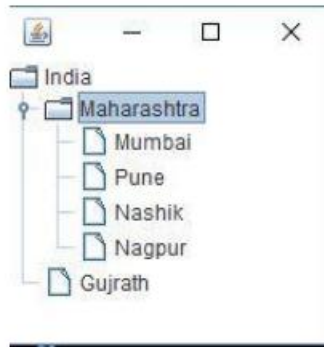 India
Maharashtra
Mumbai
Pune
Nashik
Nagpur
Gujrath